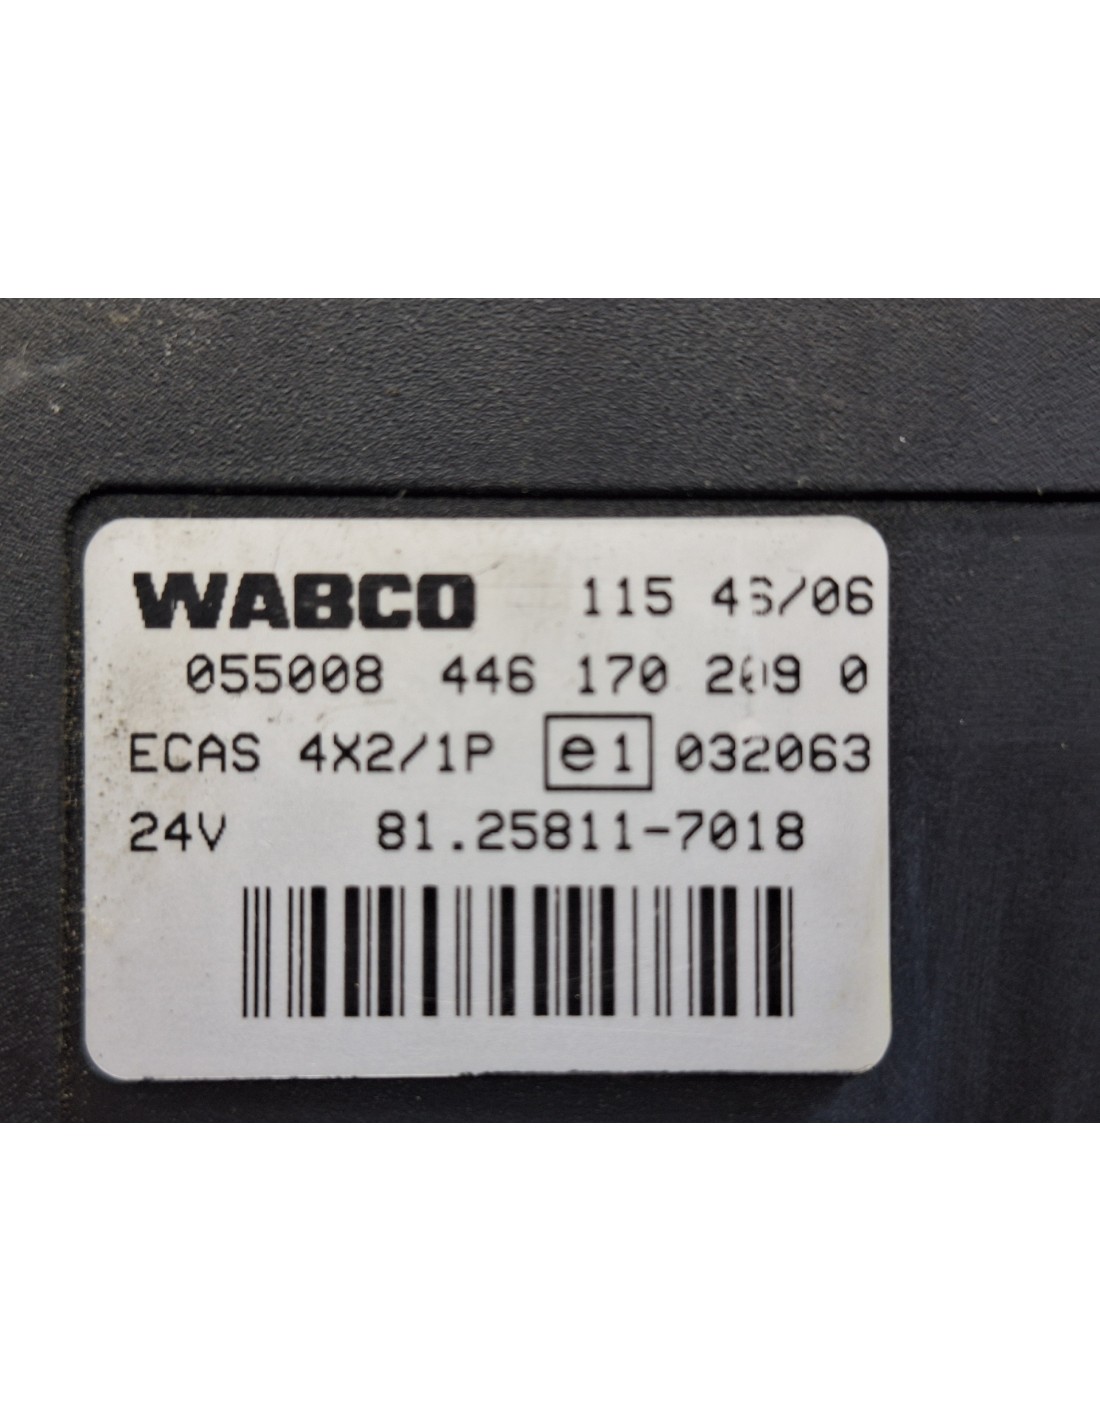 WABCO 115 46/06
055008 446 170 209 0
ECAS 4X2/1P e1 032063
24V 81.25811-7018